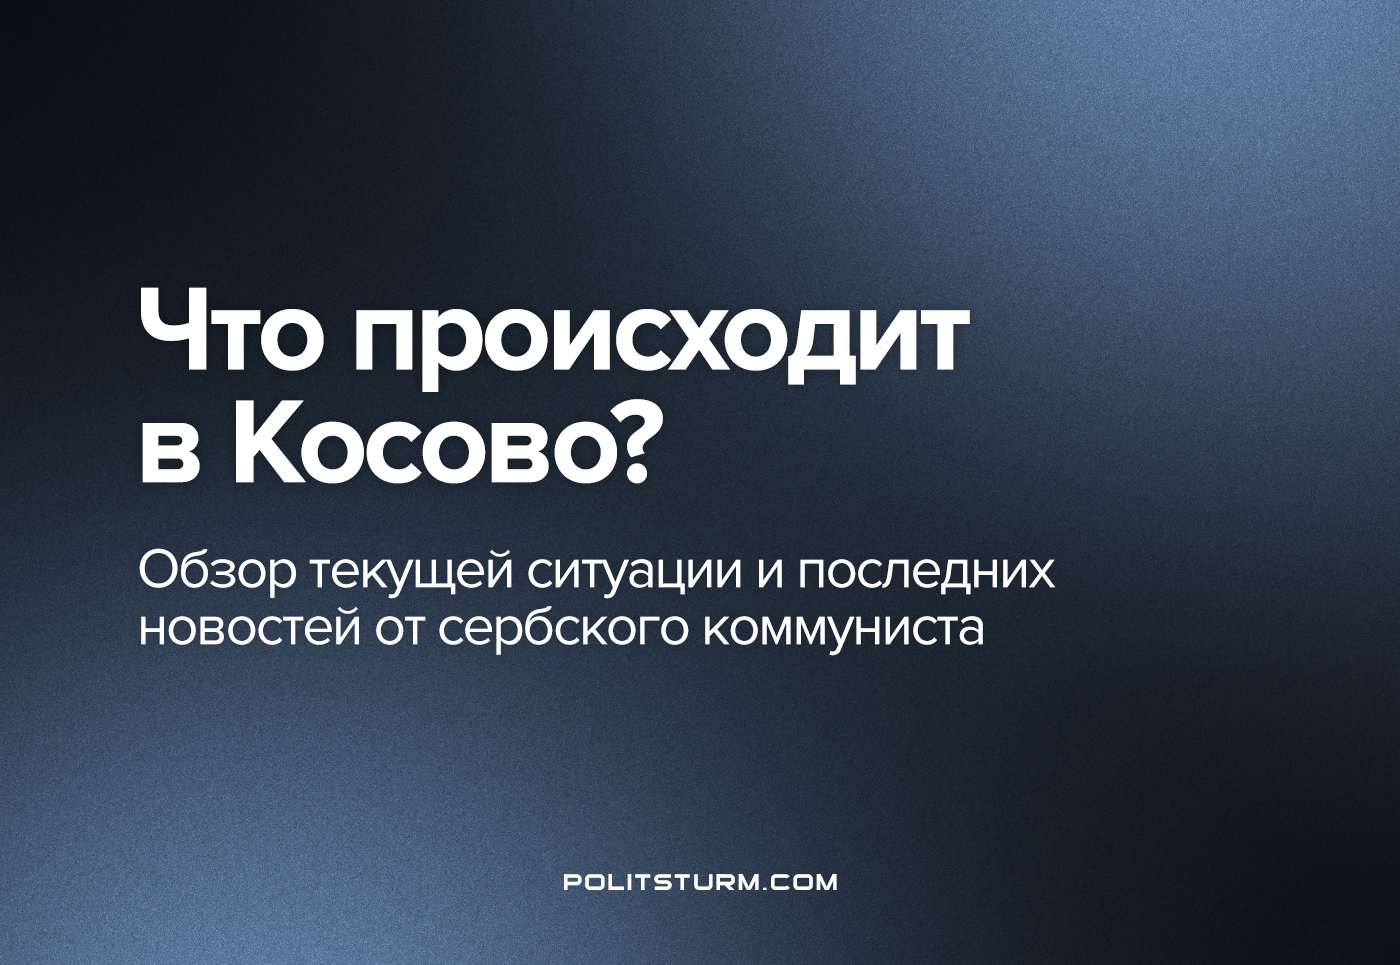 Что происходит
в Косово?
Обзор текущей ситуации и последних
новостей от сербского коммуниста
POLITSTURM.COM